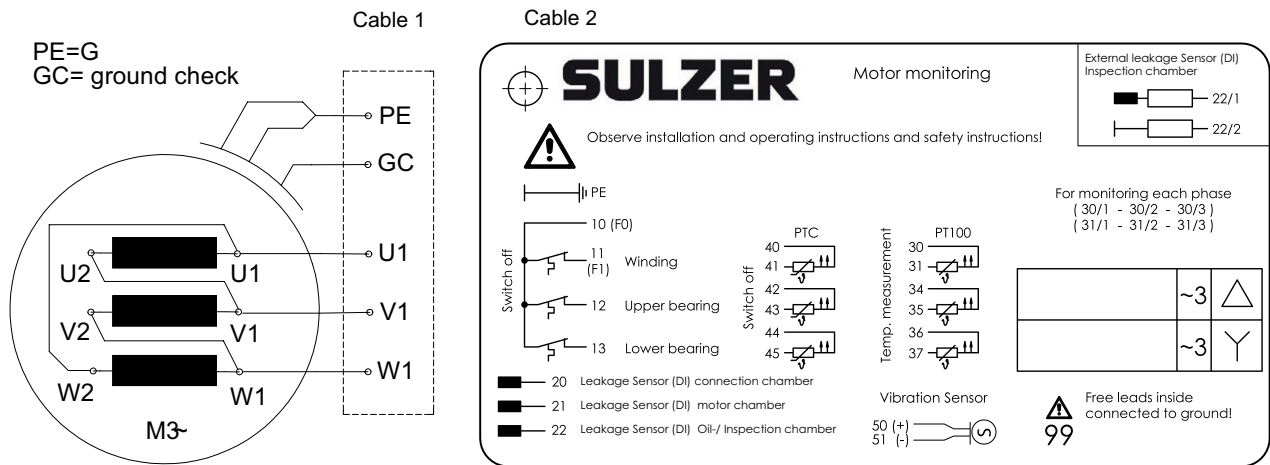 Cable 1
Cable 2
PE=G
GC= ground check
PE
GC
U1
V1
W1
U2
U1
V2
V1
W2
W1
M3~
SULZER
Motor monitoring
External leakage Sensor (DI)
Inspection chamber
22/1
22/2
Observe installation and operating instructions and safety instructions!
PE
For monitoring each phase
( 30/1 - 30/2 - 30/3 )
( 31/1 - 31/2 - 31/3 )
Switch off
10 (F0)
11
(F1)
Winding
12 Upper bearing
13 Lower bearing
Switch off
PTC
40
41
42
43
44
45
Temp. measurement
PT100
30
31
34
35
36
37
~3
~3
20 Leakage Sensor (DI) connection chamber
21 Leakage Sensor (DI) motor chamber
22 Leakage Sensor (DI) Oil-/ Inspection chamber
Vibration Sensor
50 (+)
51 (-)
S
Free leads inside
connected to ground!
99